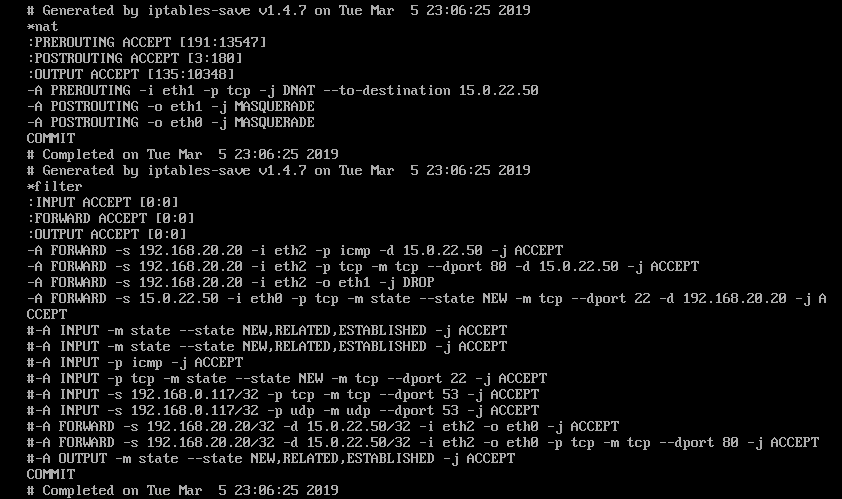 # Generated by iptables-save v1.4.7 on Tue Mar  5 23:06:25 2019
*nat
:PREROUTING ACCEPT [191:13547]
:POSTROUTING ACCEPT [3:180]
:OUTPUT ACCEPT [135:10348]
-A PREROUTING -i eth1 -p tcp -j DNAT --to-destination 15.0.22.50
-A POSTROUTING -o eth1 -j MASQUERADE
-A POSTROUTING -o eth0 -j MASQUERADE
COMMIT
# Completed on Tue Mar  5 23:06:25 2019
# Generated by iptables-save v1.4.7 on Tue Mar  5 23:06:25 2019
*filter
:INPUT ACCEPT [0:0]
:FORWARD ACCEPT [0:0]
:OUTPUT ACCEPT [0:0]
-A FORWARD -s 192.168.20.20 -i eth2 -p icmp -d 15.0.22.50 -j ACCEPT
-A FORWARD -s 192.168.20.20 -i eth2 -p tcp -m tcp --dport 80 -d 15.0.22.50 -j ACCEPT
-A FORWARD -s 192.168.20.20 -i eth2 -o eth1 -j DROP
-A FORWARD -s 15.0.22.50 -i eth0 -p tcp -m state --state NEW -m tcp --dport 22 -d 192.168.20.20 -j A
CCEPT
#-A INPUT -m state --state NEW,RELATED,ESTABLISHED -j ACCEPT
#-A INPUT -m state --state NEW,RELATED,ESTABLISHED -j ACCEPT
#-A INPUT -p icmp -j ACCEPT
#-A INPUT -p tcp -m state --state NEW -m tcp --dport 22 -j ACCEPT
#-A INPUT -s 192.168.0.117/32 -p tcp -m tcp --dport 53 -j ACCEPT
#-A INPUT -s 192.168.0.117/32 -p udp -m udp --dport 53 -j ACCEPT
#-A FORWARD -s 192.168.20.20/32 -d 15.0.22.50/32 -i eth2 -o eth0 -j ACCEPT
#-A FORWARD -s 192.168.20.20/32 -d 15.0.22.50/32 -i eth2 -o eth0 -p tcp -m tcp --dport 80 -j ACCEPT
#-A OUTPUT -m state --state NEW,RELATED,ESTABLISHED -j ACCEPT
COMMIT
# Completed on Tue Mar  5 23:06:25 2019